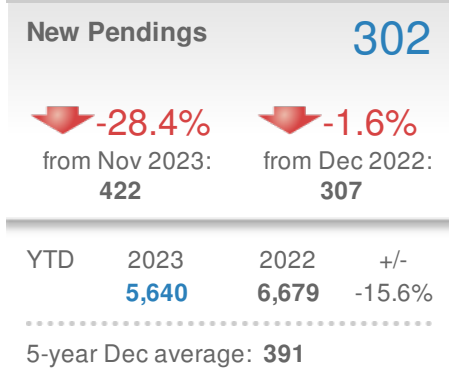 New Pendings 302
-28.4% -1.6%
from Nov 2023: from Dec 2022:
422 307
YTD 2023 2022 +/-
5,640 6,679 -15.6%
5-year Dec average: 391